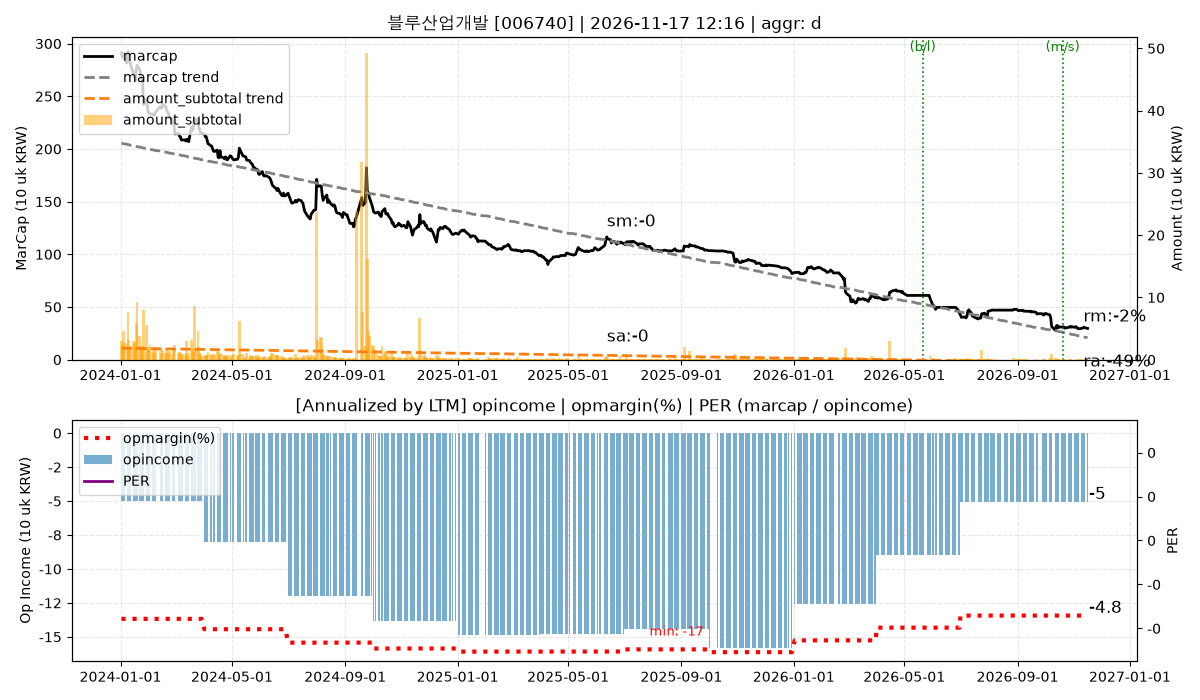 블루산업개발 [006740] | 2026-11-17 12:16 | aggr: d
MarCap (10 uk KRW)
300
250
200
150
100
50
0
marcap
marcap trend
amount_subtotal trend
amount_subtotal
(b/l)
(m/s)
sm:-0
sa:-0
rm:-2%
ra:-49%
50
40
30
20
10
0
Amount (10 uk KRW)
2024-01-01 2024-05-01 2024-09-01 2025-01-01 2025-05-01 2025-09-01 2026-01-01 2026-05-01 2026-09-01 2027-01-01
[Annualized by LTM] opincome | opmargin(%) | PER (marcap / opincome)
Op Income (10 uk KRW)
0
-2
-5
-8
-10
-12
-15
opmargin(%)
opincome
PER
min: -17
-5
-4.8
0
0
0
-0
-0
PER
2024-01-01 2024-05-01 2024-09-01 2025-01-01 2025-05-01 2025-09-01 2026-01-01 2026-05-01 2026-09-01 2027-01-01